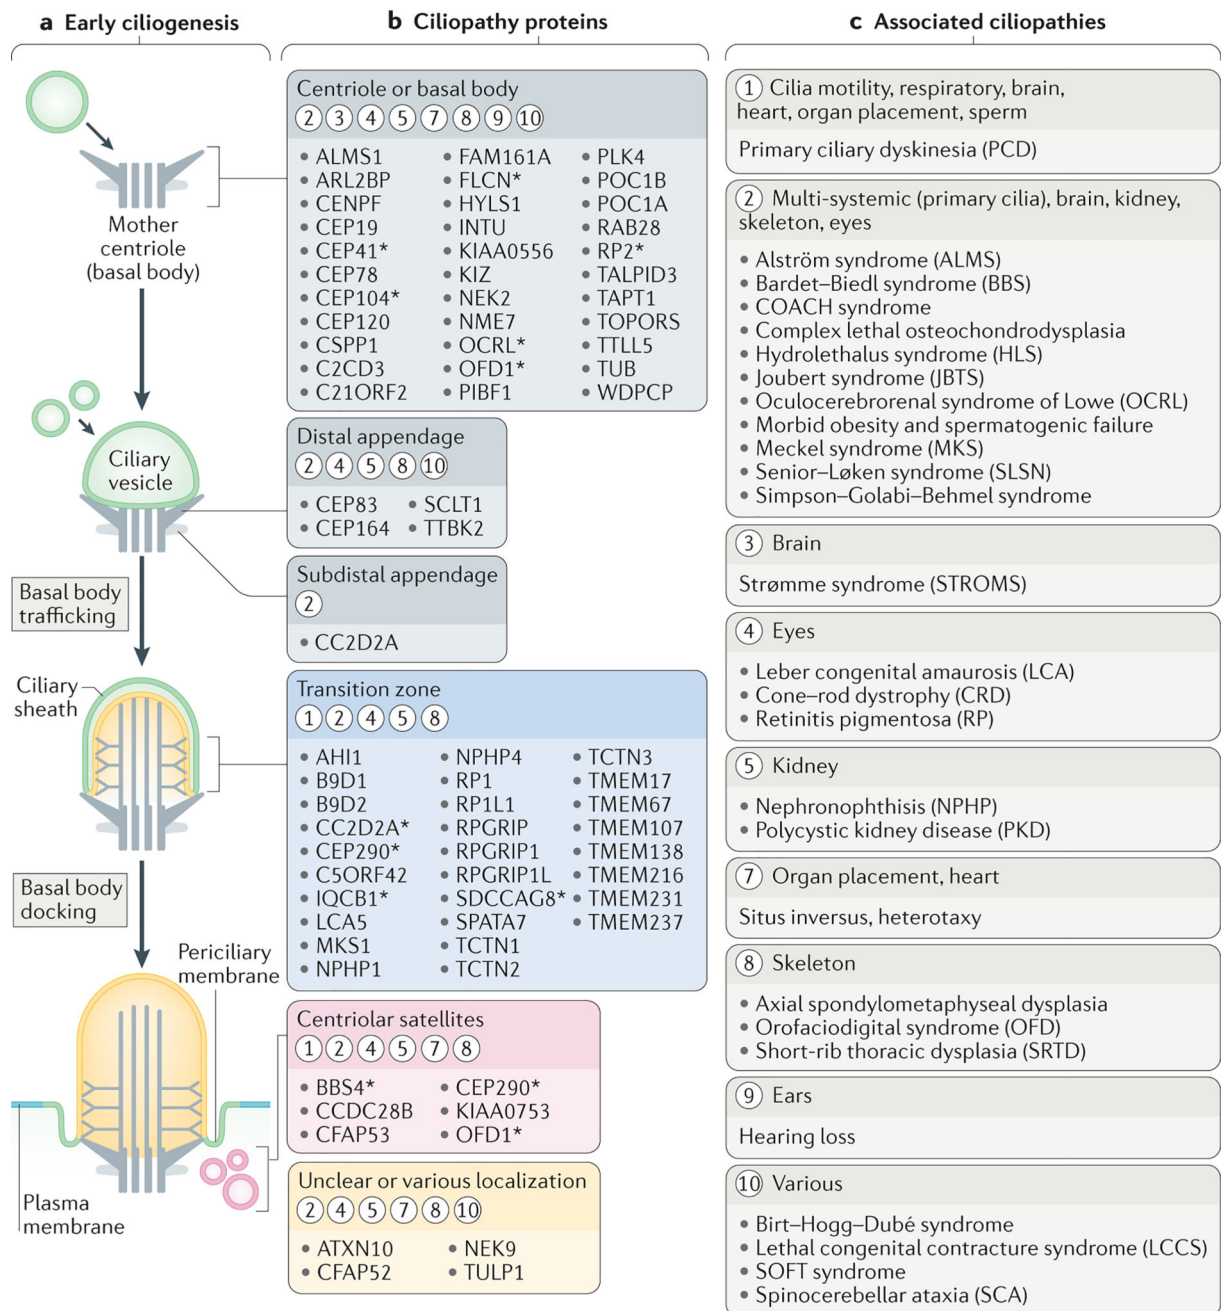 a Early ciliogenesis
Mother
centriole
(basal body)
Ciliary
vesicle
Basal body
trafficking
Ciliary
sheath
Basal body
docking
Periciliary
membrane
Plasma
membrane
b Ciliopathy proteins
Centriole or basal body
2 3 4 5 7 8 9 10
• ALMS1
• ARL2BP
• CENPF
• CEP19
• CEP41*
• CEP78
• CEP104*
• CEP120
• CSPP1
• C2CD3
• C21ORF2
• FAM161A
• FLCN*
• HYLS1
• INTU
• KIAA0556
• KIZ
• NEK2
• NME7
• OCRL*
• OFD1*
• PIBF1
• PLK4
• POC1B
• POC1A
• RAB28
• RP2*
• TALPID3
• TAPT1
• TOPORS
• TTLL5
• TUB
• WDPCP
Distal appendage
2 4 5 8 10
• CEP83
• CEP164
• SCLT1
• TTBK2
Subdistal appendage
2
• CC2D2A
Transition zone
1 2 4 5 8
• AHI1
• B9D1
• B9D2
• CC2D2A*
• CEP290*
• C5ORF42
• IQCB1*
• LCA5
• MKS1
• NPHP1
• NPHP4
• RP1
• RP1L1
• RPGRIP
• RPGRIP1
• RPGRIP1L
• SDCCAG8*
• SPATA7
• TCTN1
• TCTN2
• TCTN3
• TMEM17
• TMEM67
• TMEM107
• TMEM138
• TMEM216
• TMEM231
• TMEM237
Centriolar satellites
1 2 4 5 7 8
• BBS4*
• CCDC28B
• CFAP53
• CEP290*
• KIAA0753
• OFD1*
Unclear or various localization
2 4 5 7 8 10
• ATXN10
• CFAP52
• NEK9
• TULP1
c Associated ciliopathies
1 Cilia motility, respiratory, brain,
heart, organ placement, sperm
Primary ciliary dyskinesia (PCD)
2 Multi-systemic (primary cilia), brain, kidney,
skeleton, eyes
• Alström syndrome (ALMS)
• Bardet–Biedl syndrome (BBS)
• COACH syndrome
• Complex lethal osteochondrodysplasia
• Hydrolethalus syndrome (HLS)
• Joubert syndrome (JBTS)
• Oculocerebrorenal syndrome of Lowe (OCRL)
• Morbid obesity and spermatogenic failure
• Meckel syndrome (MKS)
• Senior–Løken syndrome (SLSN)
• Simpson–Golabi–Behmel syndrome
3 Brain
Strømme syndrome (STROMS)
4 Eyes
• Leber congenital amaurosis (LCA)
• Cone–rod dystrophy (CRD)
• Retinitis pigmentosa (RP)
5 Kidney
• Nephronophthisis (NPHP)
• Polycystic kidney disease (PKD)
7 Organ placement, heart
Situs inversus, heterotaxy
8 Skeleton
• Axial spondylometaphyseal dysplasia
• Orofaciodigital syndrome (OFD)
• Short-rib thoracic dysplasia (SRTD)
9 Ears
Hearing loss
10 Various
• Birt–Hogg–Dubé syndrome
• Lethal congenital contracture syndrome (LCCS)
• SOFT syndrome
• Spinocerebellar ataxia (SCA)